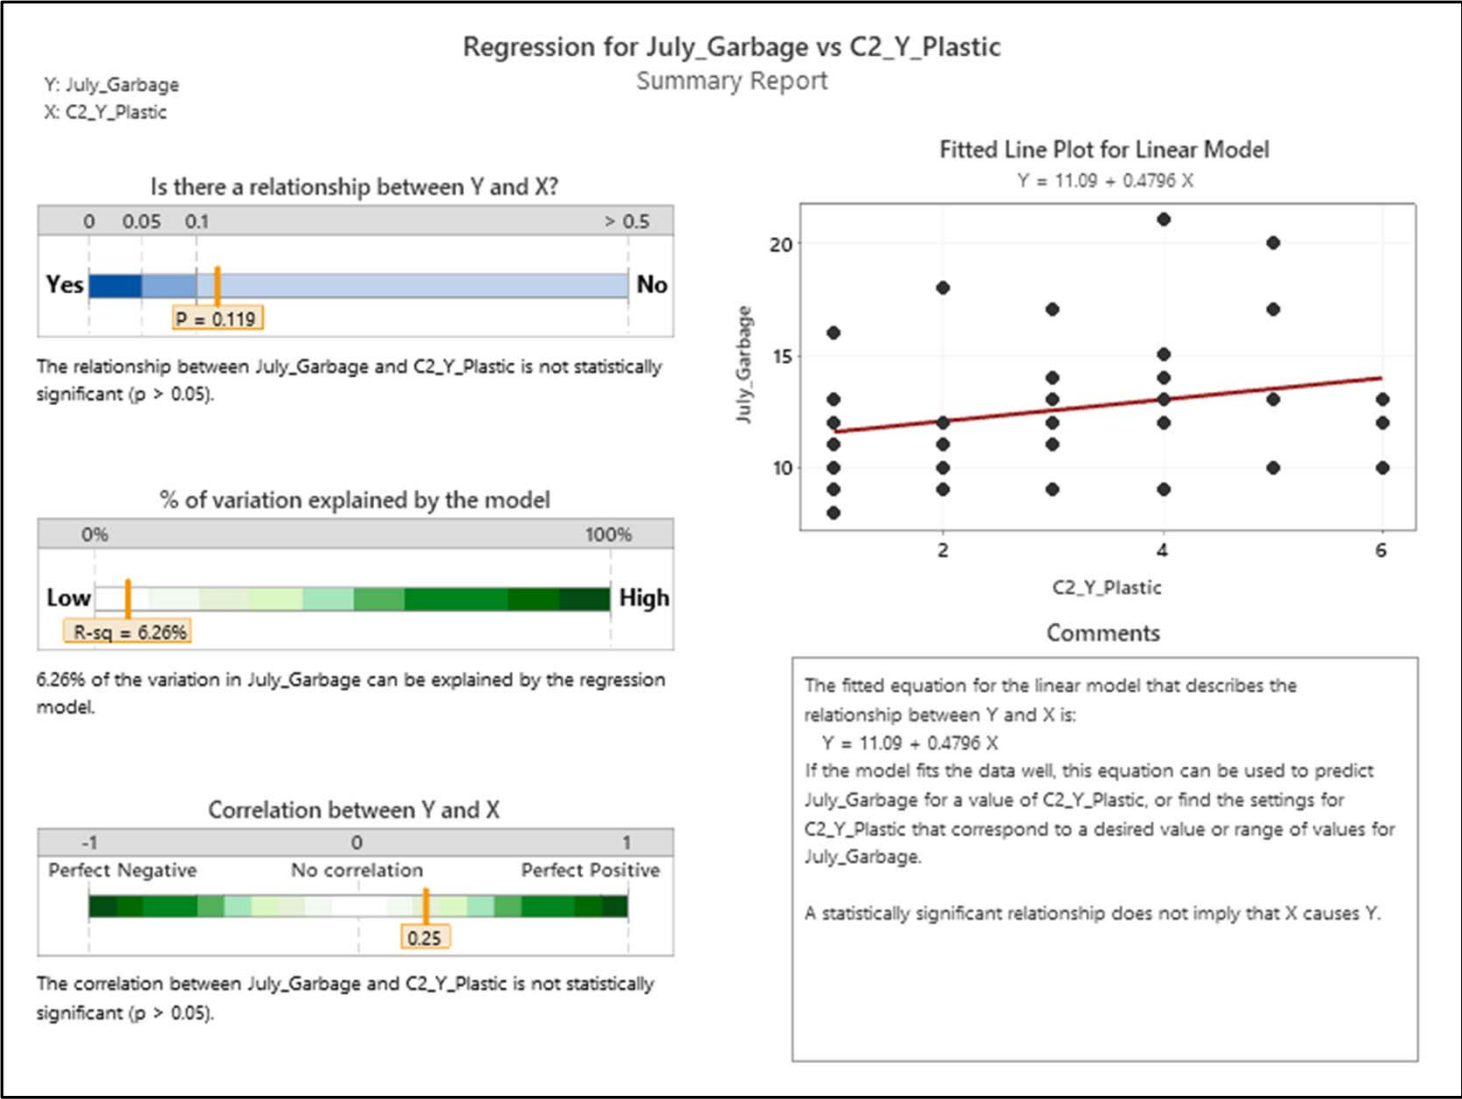 Regression for July_Garbage vs C2_Y_Plastic
Summary Report
Y: July_Garbage
X: C2_Y_Plastic
Is there a relationship between Y and X?
0 0.05 0.1 > 0.5
Yes No
P = 0.119
The relationship between July_Garbage and C2_Y_Plastic is not statistically
significant (p > 0.05).
% of variation explained by the model
0% 100%
Low High
R-sq = 6.26%
6.26% of the variation in July_Garbage can be explained by the regression
model.
Correlation between Y and X
-1 0 1
Perfect Negative No correlation Perfect Positive
0.25
The correlation between July_Garbage and C2_Y_Plastic is not statistically
significant (p > 0.05).
Fitted Line Plot for Linear Model
Y = 11.09 + 0.4796 X
20
15
10
July_Garbage
2 4 6
C2_Y_Plastic
Comments
The fitted equation for the linear model that describes the
relationship between Y and X is:
Y = 11.09 + 0.4796 X
If the model fits the data well, this equation can be used to predict
July_Garbage for a value of C2_Y_Plastic, or find the settings for
C2_Y_Plastic that correspond to a desired value or range of values for
July_Garbage.
A statistically significant relationship does not imply that X causes Y.